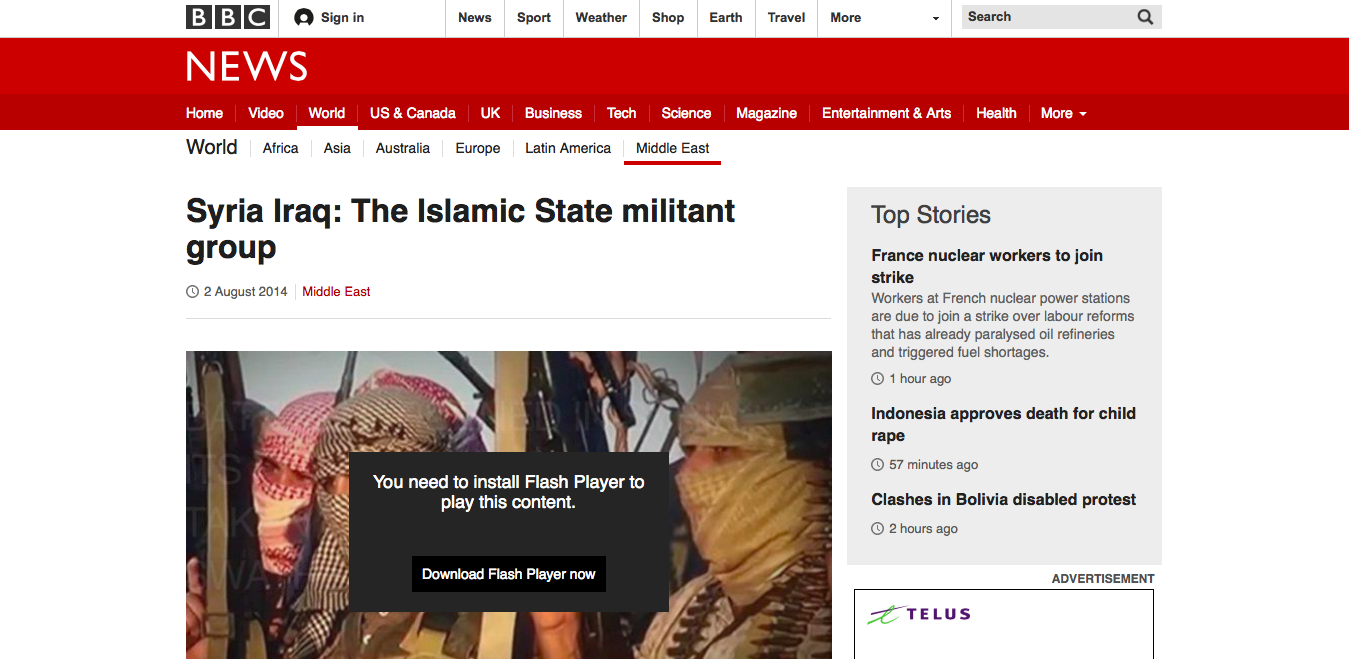 BBC
Sign in
News
Sport
Weather
Shop
Earth
Travel
More
Search
NEWS
Home
Video
World
US & Canada
UK
Business
Tech
Science
Magazine
Entertainment & Arts
Health
More
World
Africa
Asia
Australia
Europe
Latin America
Middle East
Syria Iraq: The Islamic State militant
group
2 August 2014
Middle East
You need to install Flash Player to
play this content.
Download Flash Player now
Top Stories
France nuclear workers to join
strike
Workers at French nuclear power stations
are due to join a strike over labour reforms
that has already paralysed oil refineries
and triggered fuel shortages.
1 hour ago
Indonesia approves death for child
rape
57 minutes ago
Clashes in Bolivia disabled protest
2 hours ago
ADVERTISEMENT
TELUS